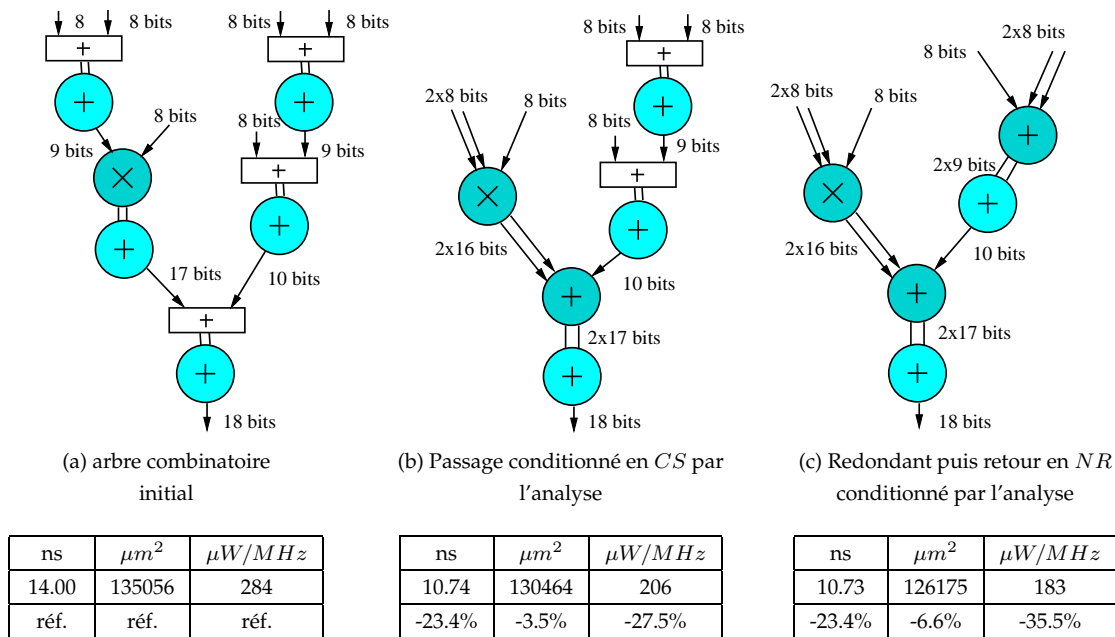 8
8 bits
8 bits
8 bits
+
+
+
+
9 bits
8 bits
8 bits
9 bits
×
+
+
+
17 bits
10 bits
+
+
18 bits
(a) arbre combinatoire
initial
8 bits
8 bits
+
+
2x8 bits
8 bits
8 bits
9 bits
+
×
+
2x16 bits
10 bits
+
2x17 bits
+
18 bits
(b) Passage conditionné en CS par
l'analyse
2x8 bits
8 bits
2x8 bits
8 bits
+
2x9 bits
×
+
2x16 bits
10 bits
+
2x17 bits
+
18 bits
(c) Redondant puis retour en NR
conditionné par l'analyse
ns μm² μW/MHz
14.00 135056 284
réf. réf. réf.
ns μm² μW/MHz
10.74 130464 206
-23.4% -3.5% -27.5%
ns μm² μW/MHz
10.73 126175 183
-23.4% -6.6% -35.5%